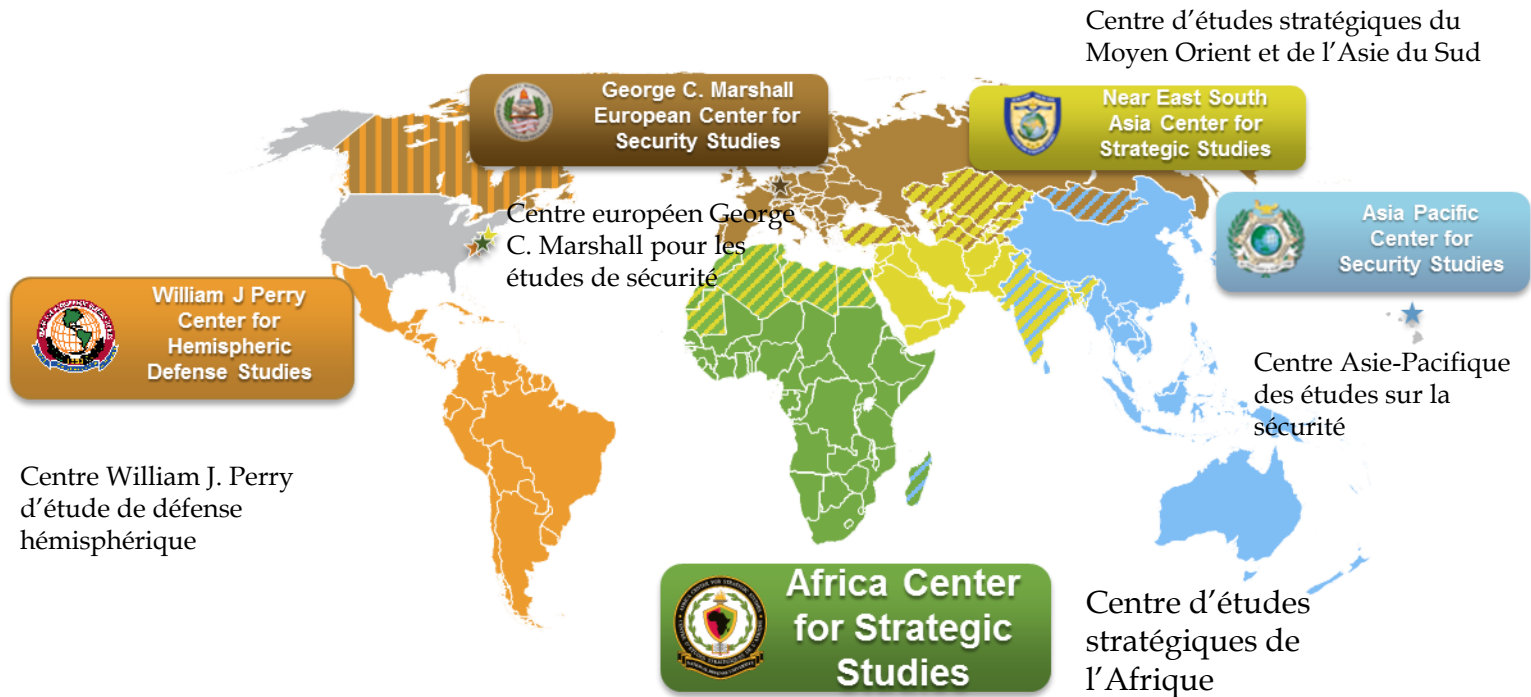 Centre d’études stratégiques du
Moyen Orient et de l’Asie du Sud
George C. Marshall
European Center for
Security Studies
Near East South
Asia Center for
Strategic Studies
Centre européen George
C. Marshall pour les
études de sécurité
Asia Pacific
Center for
Security Studies
William J Perry
Center for
Hemispheric
Defense Studies
Centre Asie-Pacifique
des études sur la
sécurité
Centre William J. Perry
d’étude de défense
hémisphérique
Africa Center
for Strategic
Studies
Centre d’études
stratégiques de
l’Afrique